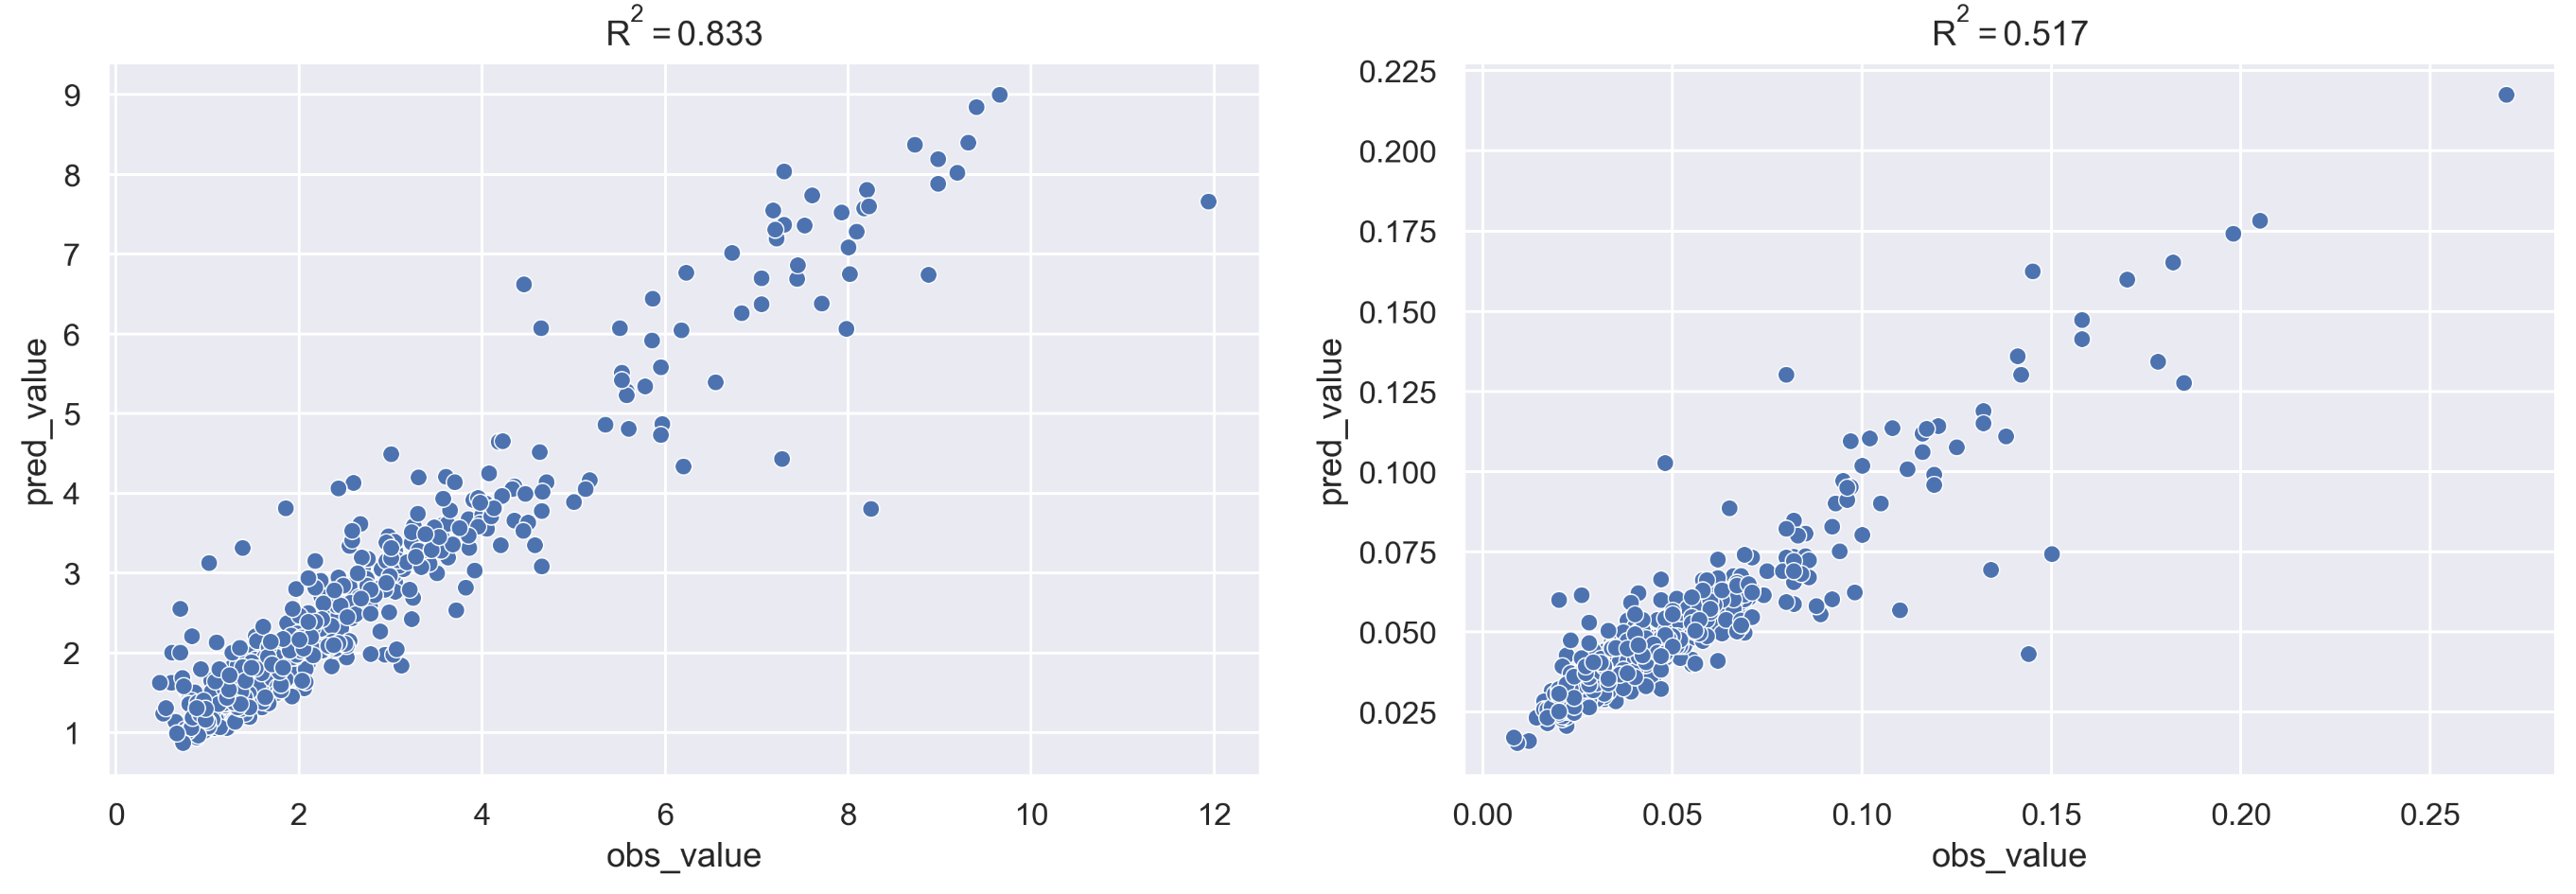 R² = 0.833
9
8
7
6
5
4
3
2
1
pred_value
0 2 4 6 8 10 12
obs_value
R² = 0.517
0.225
0.200
0.175
0.150
0.125
0.100
0.075
0.050
0.025
pred_value
0.00 0.05 0.10 0.15 0.20 0.25
obs_value